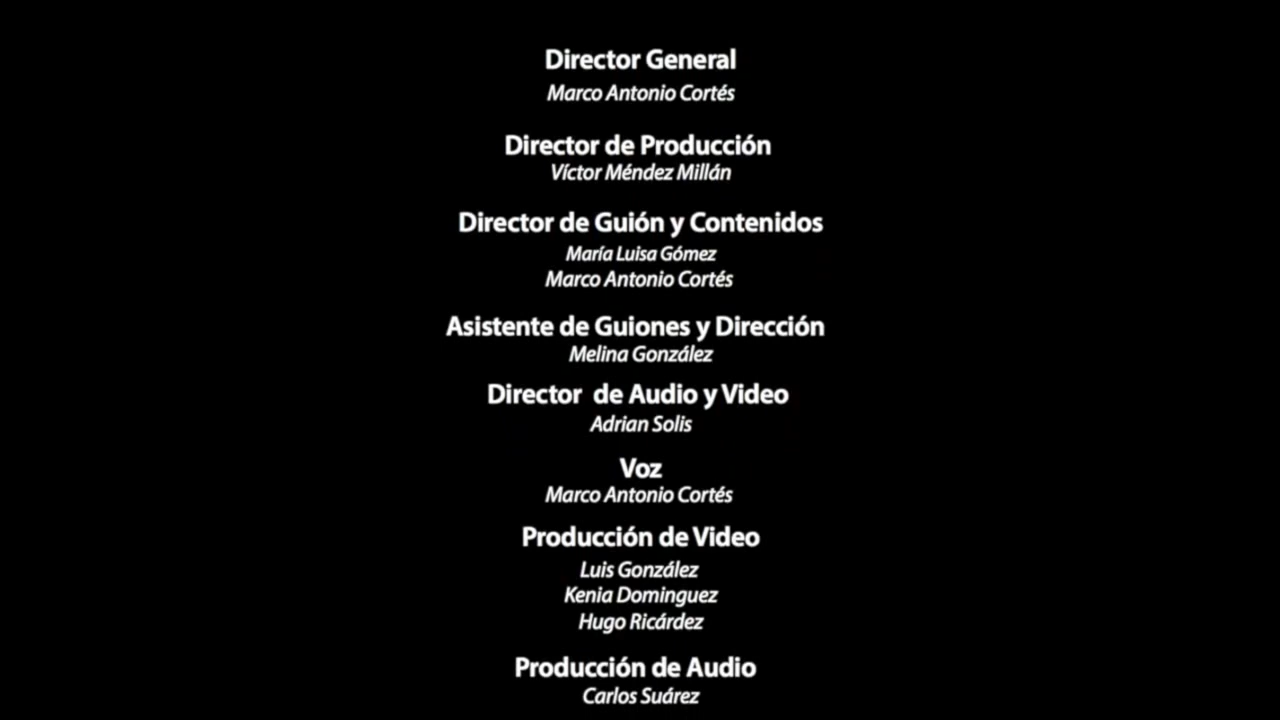 Director General
Marco Antonio Cortés
Director de Producción
Víctor Méndez Millán
Director de Guión y Contenidos
María Luisa Gómez
Marco Antonio Cortés
Asistente de Guiones y Dirección
Melina González
Director  de Audio y Video
Adrian Solis
Voz
Marco Antonio Cortés
Producción de Video
Luis González
Kenia Dominguez
Hugo Ricárdez
Producción de Audio
Carlos Suárez